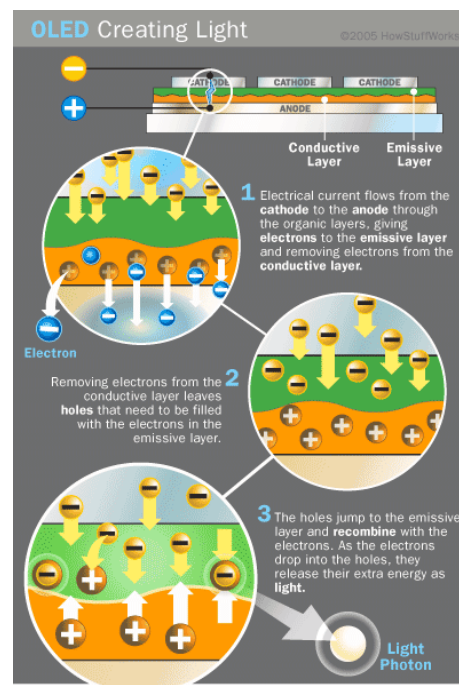 OLED Creating Light
©2005 HowStuffWorks
CATHODE CATHODE CATHODE
ANODE
Conductive Layer
Emissive Layer
1 Electrical current flows from the
cathode to the anode through
the organic layers, giving
electrons to the emissive layer
and removing electrons from the
conductive layer.
Electron
2 Removing electrons from the
conductive layer leaves
holes that need to be filled
with the electrons in the
emissive layer.
3 The holes jump to the emissive
layer and recombine with the
electrons. As the electrons
drop into the holes, they
release their extra energy as
light.
Light
Photon